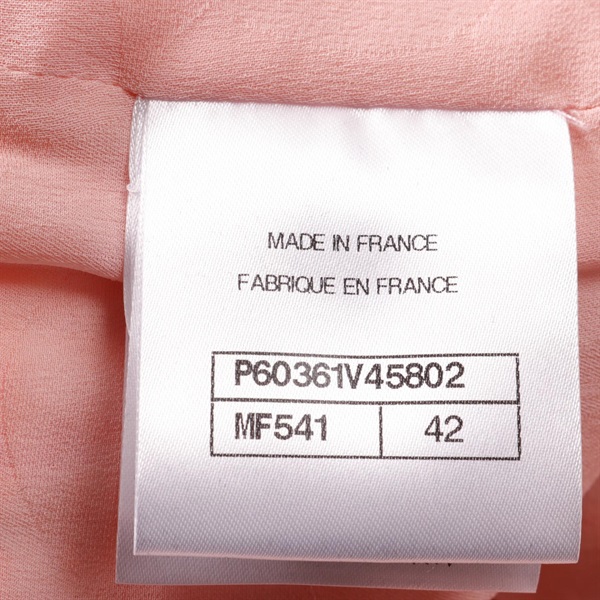 MADE IN FRANCE
FABRIQUE EN FRANCE
P60361V45802
MF541 42